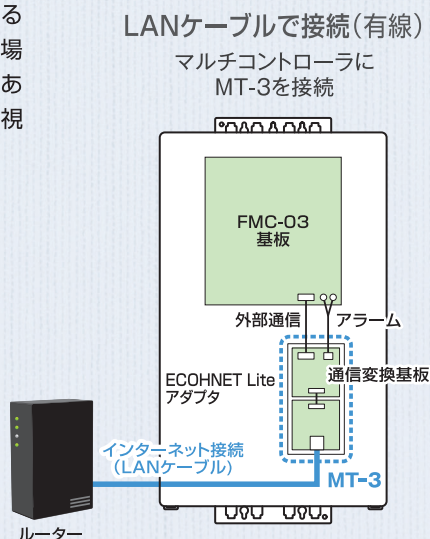 る
場
あ
視
LANケーブルで接続(有線)
マルチコントローラに
MT-3を接続
FMC-03
基板
外部通信
アラーム
ECOHNET Lite
アダプタ
通信変換基板
インターネット接続
(LANケーブル)
MT-3
ルーター